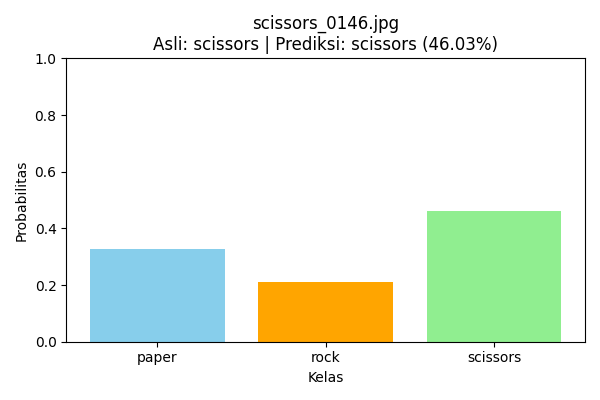 scissors_0146.jpg
Asli: scissors | Prediksi: scissors (46.03%)
1.0
0.8
0.6
0.4
0.2
0.0
Probabilitas
paper rock scissors
Kelas